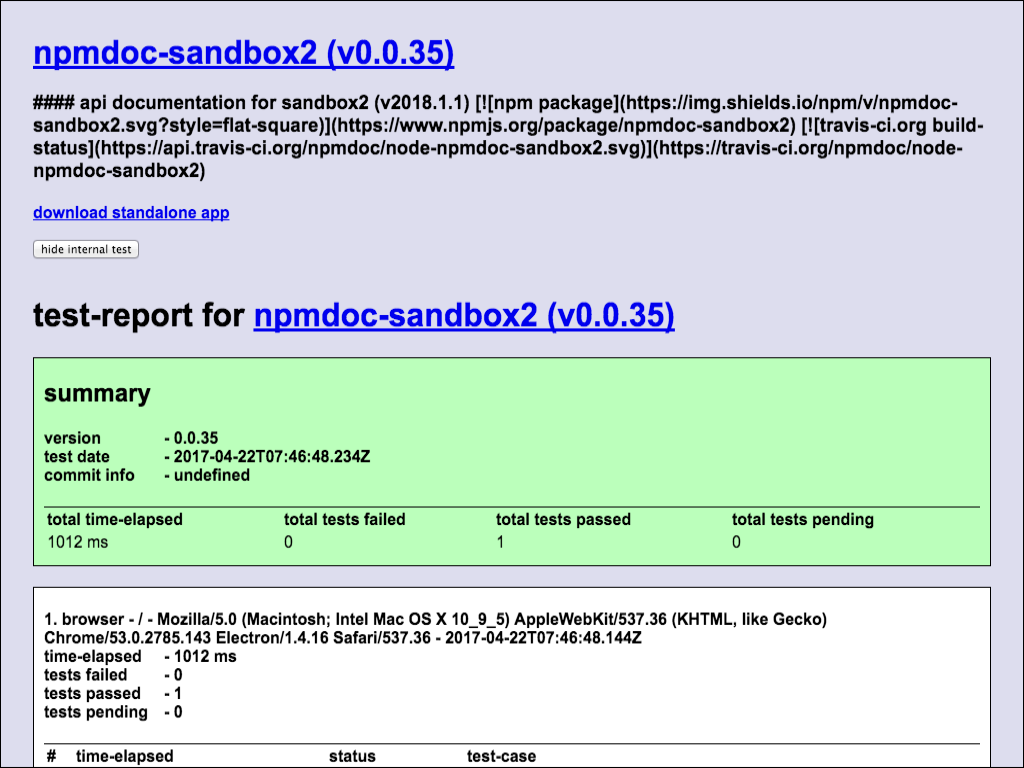 npmdoc-sandbox2 (v0.0.35)
#### api documentation for sandbox2 (v2018.1.1) [![npm package](https://img.shields.io/npm/v/npmdoc-
sandbox2.svg?style=flat-square)](https://www.npmjs.org/package/npmdoc-sandbox2) [![travis-ci.org build-
status](https://api.travis-ci.org/npmdoc/node-npmdoc-sandbox2.svg)](https://travis-ci.org/npmdoc/node-
npmdoc-sandbox2)
download standalone app
hide internal test
test-report for npmdoc-sandbox2 (v0.0.35)
summary
version - 0.0.35
test date - 2017-04-22T07:46:48.234Z
commit info - undefined
total time-elapsed total tests failed total tests passed total tests pending
1012 ms 0 1 0
1. browser - / - Mozilla/5.0 (Macintosh; Intel Mac OS X 10_9_5) AppleWebKit/537.36 (KHTML, like Gecko)
Chrome/53.0.2785.143 Electron/1.4.16 Safari/537.36 - 2017-04-22T07:46:48.144Z
time-elapsed - 1012 ms
tests failed - 0
tests passed - 1
tests pending - 0
# time-elapsed status test-case